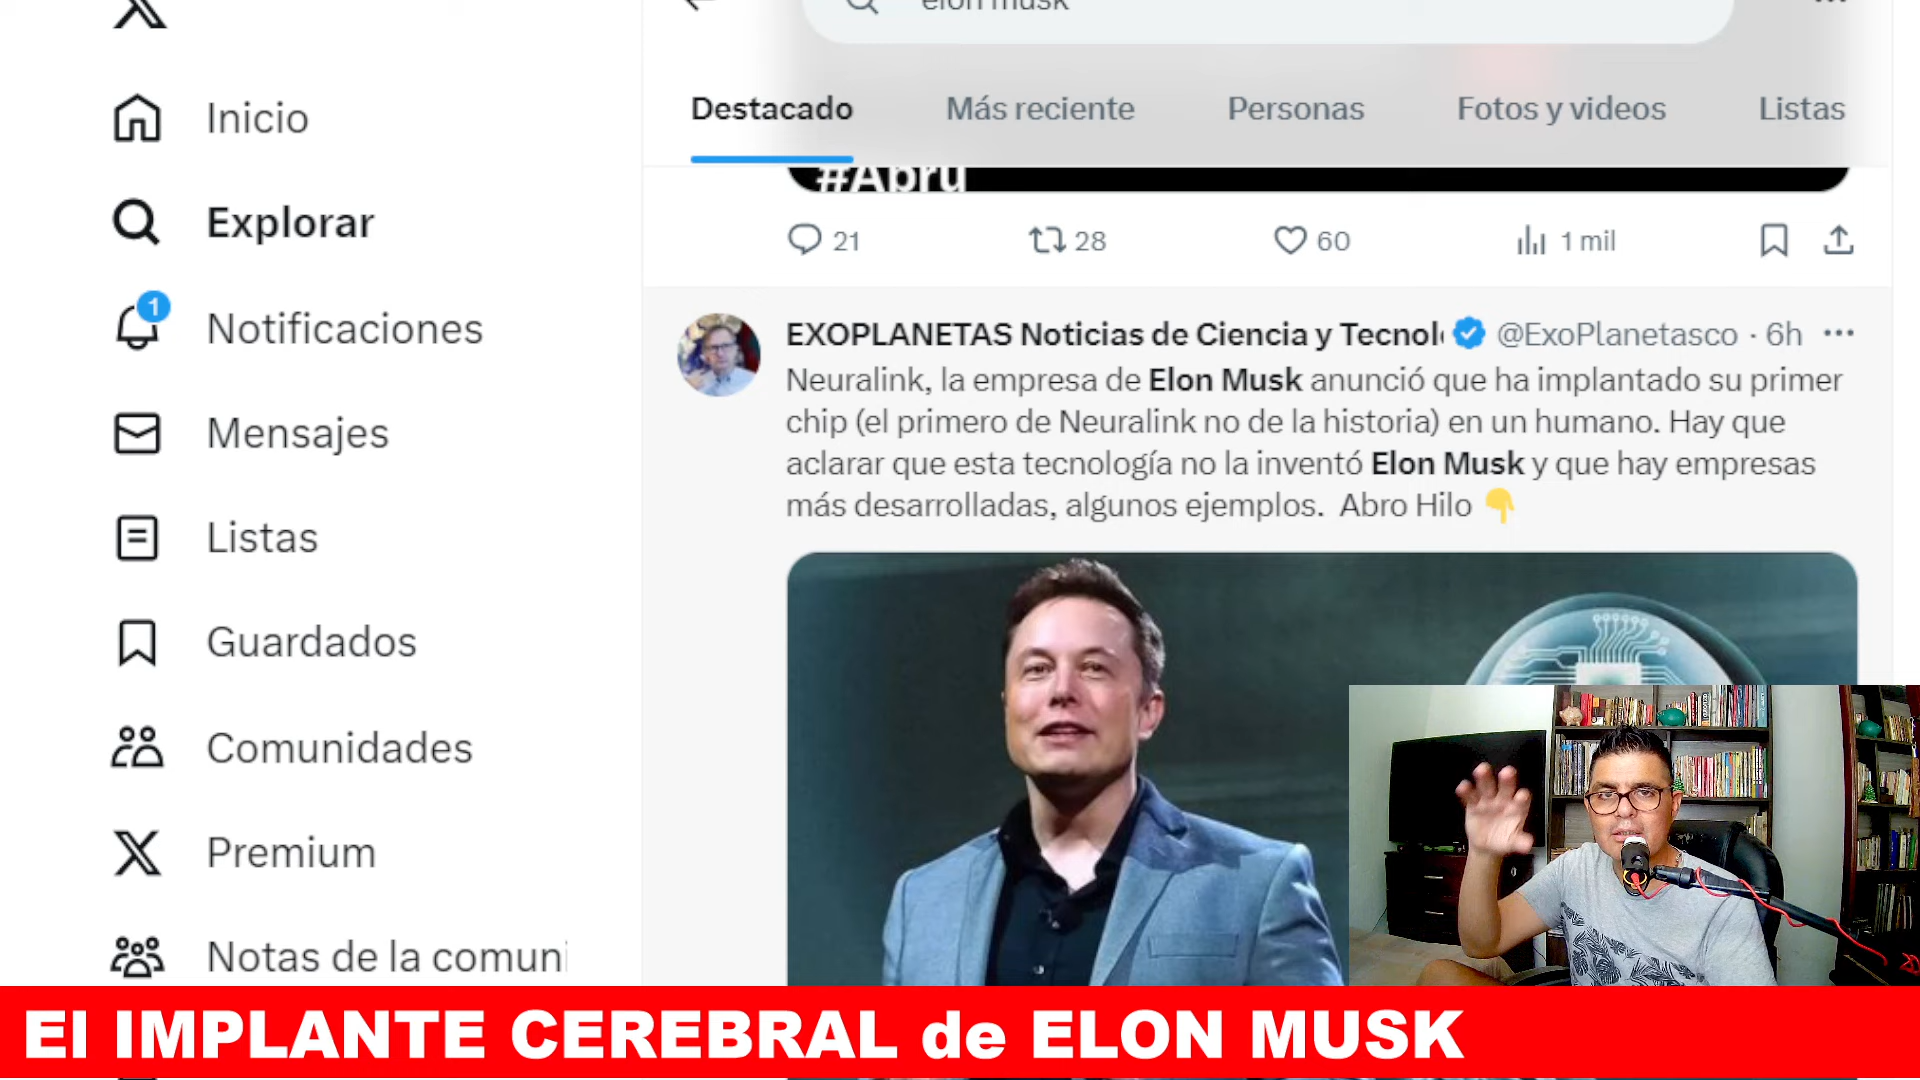 elon musk
Destacado Más reciente Personas Fotos y videos Listas
#Abru
Inicio
Explorar
1
Notificaciones
Mensajes
Listas
Guardados
Comunidades
Premium
Notas de la comuni
21 28 60 1 mil
EXOPLANETAS Noticias de Ciencia y Tecnol @ExoPlanetasco · 6h
Neuralink, la empresa de Elon Musk anunció que ha implantado su primer
chip (el primero de Neuralink no de la historia) en un humano. Hay que
aclarar que esta tecnología no la inventó Elon Musk y que hay empresas
más desarrolladas, algunos ejemplos. Abro Hilo 👇
El IMPLANTE CEREBRAL de ELON MUSK